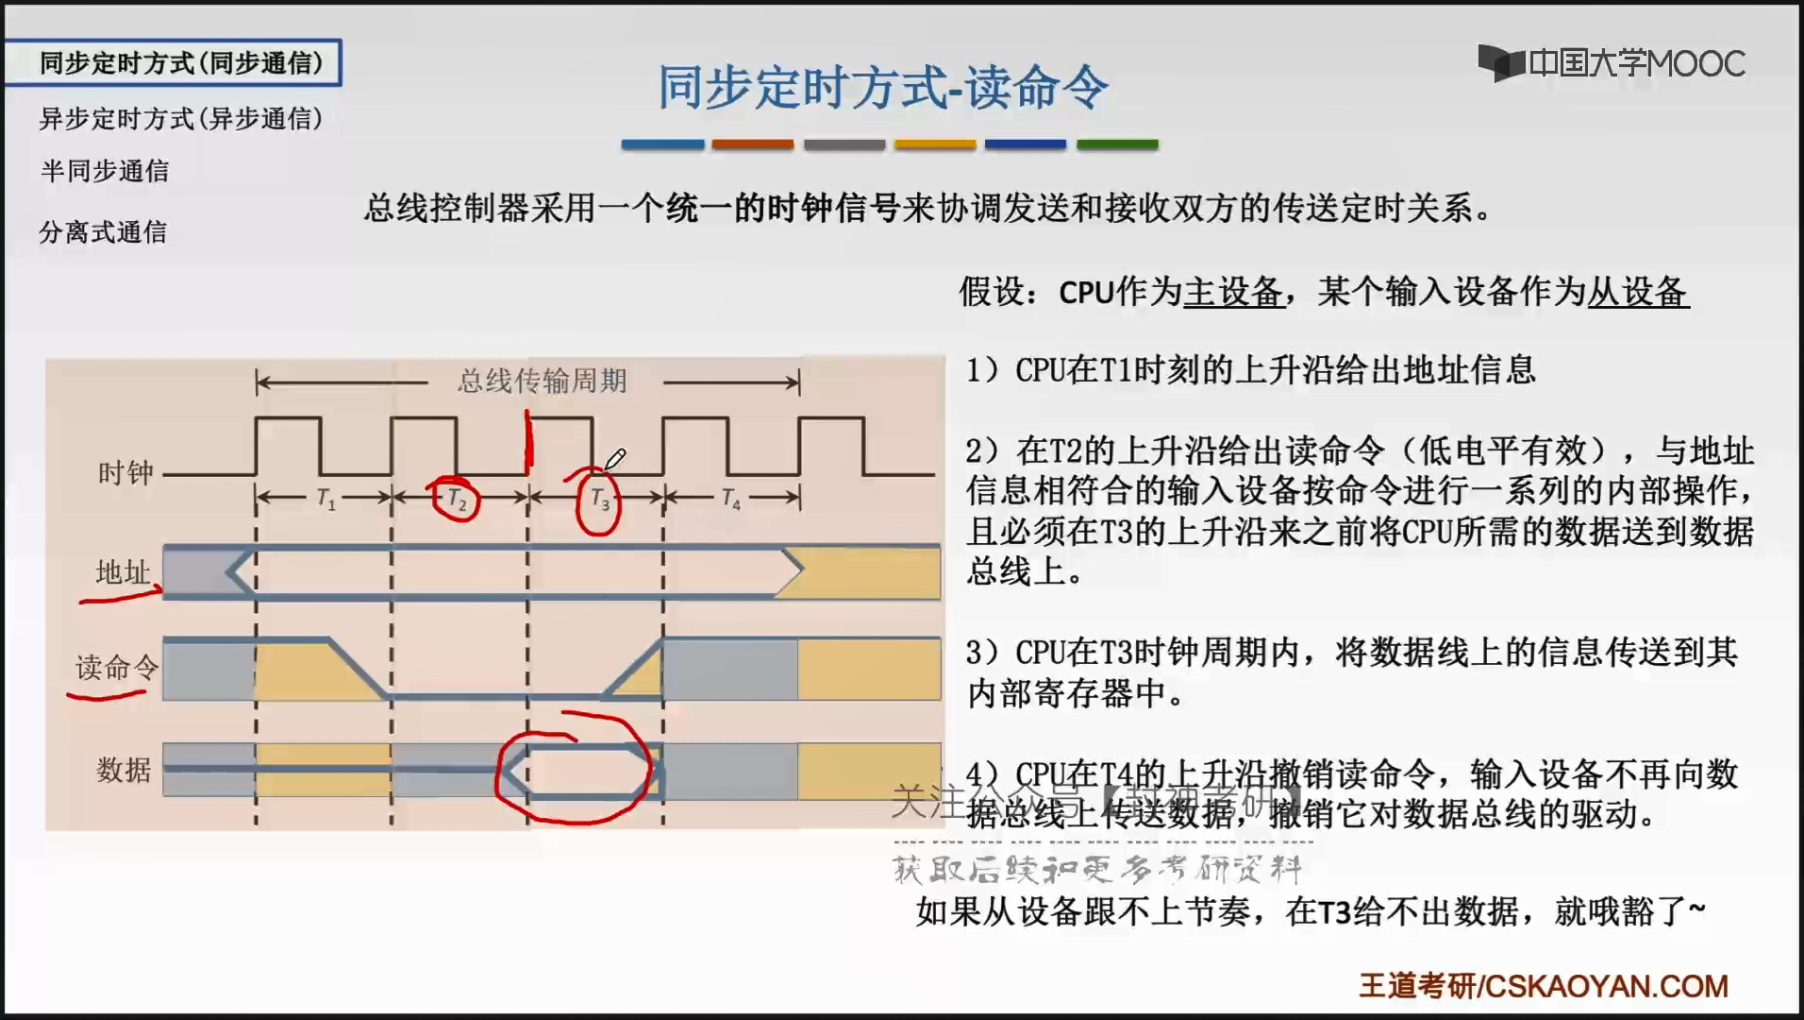 同步定时方式(同步通信)
异步定时方式(异步通信)
半同步通信
分离式通信
同步定时方式-读命令
中国大学MOOC
总线控制器采用一个统一的时钟信号来协调发送和接收双方的传送定时关系。
假设：CPU作为主设备，某个输入设备作为从设备
总线传输周期
时钟
T1
T2
T3
T4
地址
读命令
数据
1）CPU在T1时刻的上升沿给出地址信息
2）在T2的上升沿给出读命令（低电平有效），与地址
信息相符合的输入设备按命令进行一系列的内部操作，
且必须在T3的上升沿来之前将CPU所需的数据送到数据
总线上。
3）CPU在T3时钟周期内，将数据线上的信息传送到其
内部寄存器中。
4）CPU在T4的上升沿撤销读命令，输入设备不再向数
据总线上传送数据，撤销它对数据总线的驱动。
关注公众号【封神考研】
获取后续和更多考研资料
如果从设备跟不上节奏，在T3给不出数据，就哦豁了~
王道考研/CSKAOYAN.COM